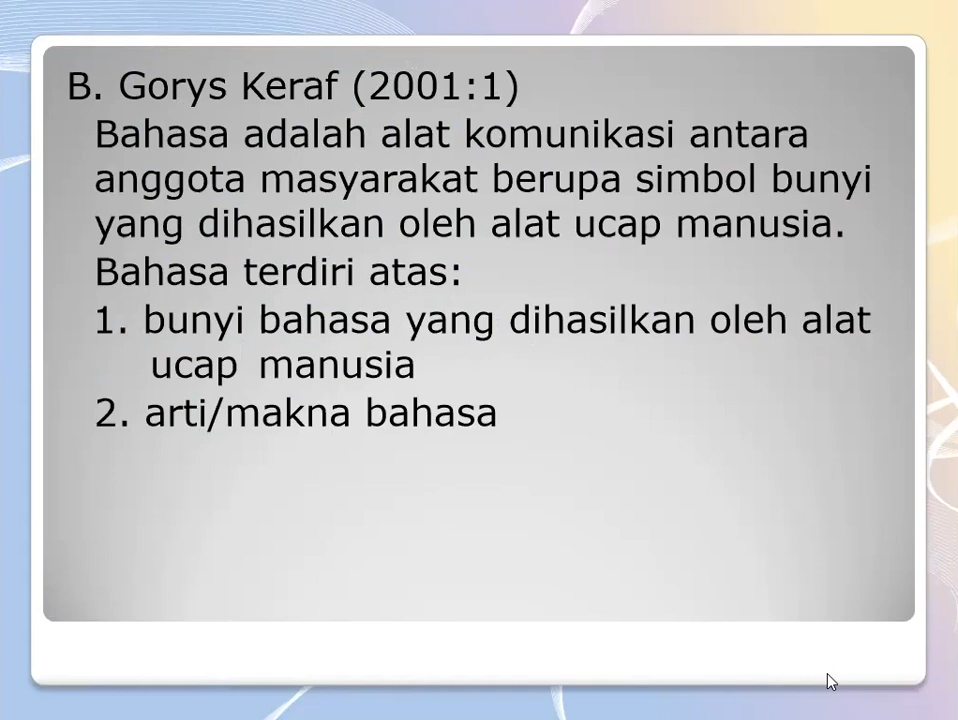 B. Gorys Keraf (2001:1)
Bahasa adalah alat komunikasi antara
anggota masyarakat berupa simbol bunyi
yang dihasilkan oleh alat ucap manusia.
Bahasa terdiri atas:
1. bunyi bahasa yang dihasilkan oleh alat
ucap manusia
2. arti/makna bahasa